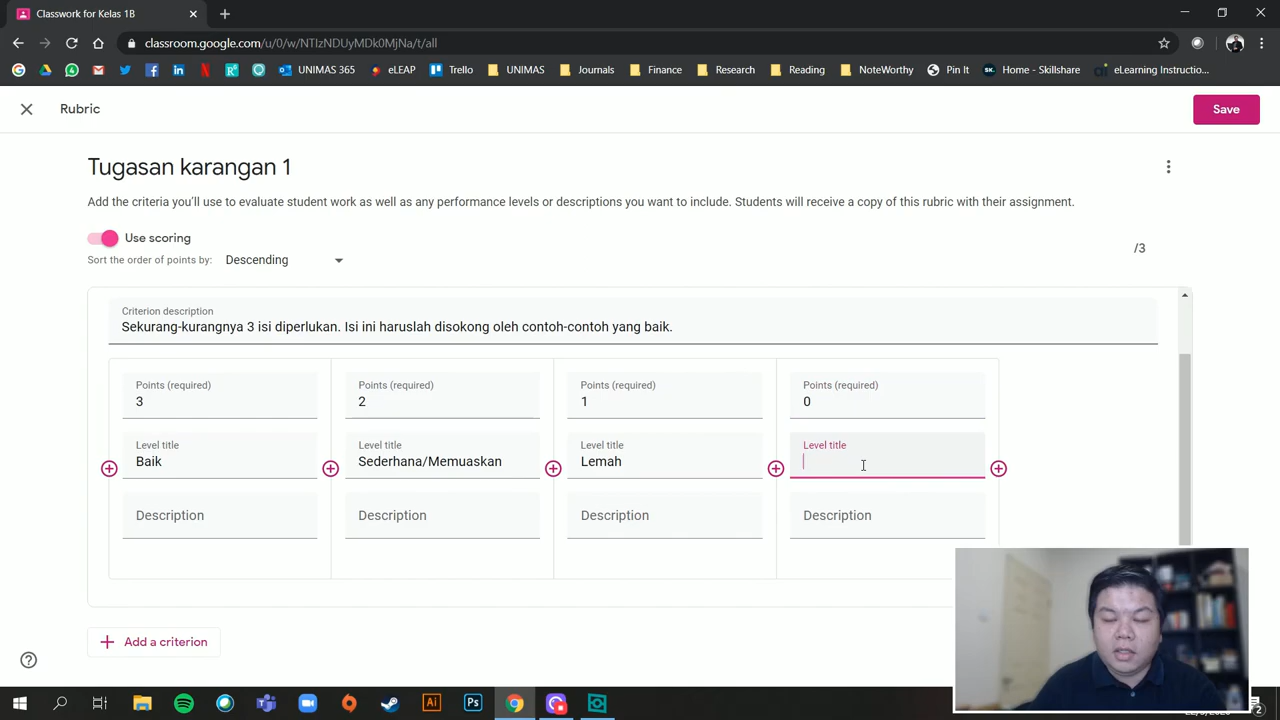 Classwork for Kelas 1B
classroom.google.com/u/0/w/NTIzNDUyMDk0MjNa/t/all
UNIMAS 365
eLEAP
Trello
UNIMAS
Journals
Finance
Research
Reading
NoteWorthy
Pin It
Home - Skillshare
eLearning Instructio...
Rubric
Save
Tugasan karangan 1
Add the criteria you'll use to evaluate student work as well as any performance levels or descriptions you want to include. Students will receive a copy of this rubric with their assignment.
Use scoring
/3
Sort the order of points by: Descending
Criterion description
Sekurang-kurangnya 3 isi diperlukan. Isi ini haruslah disokong oleh contoh-contoh yang baik.
Points (required) Points (required) Points (required) Points (required)
3 2 1 0
Level title Level title Level title Level title
Baik Sederhana/Memuaskan Lemah
Description Description Description Description
Add a criterion